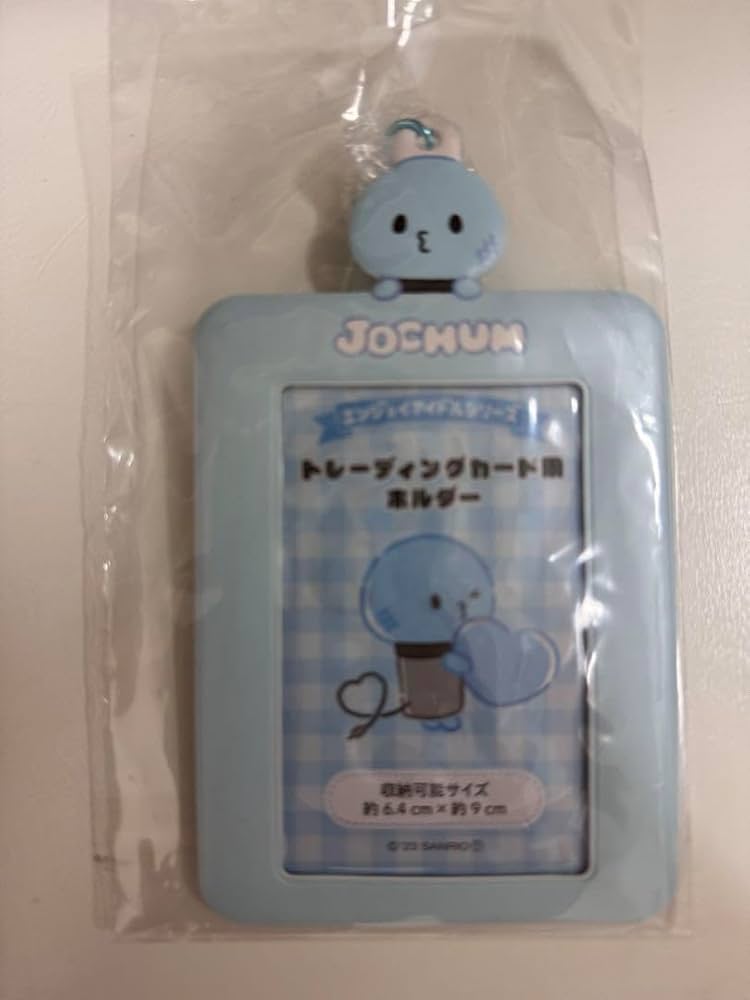 JOCHUM
エンジョイアイドルシリーズ
トレーディングカード用
ホルダー
収納可能サイズ
約6.4cm×約9cm
©'23 SANRIO Ⓣ